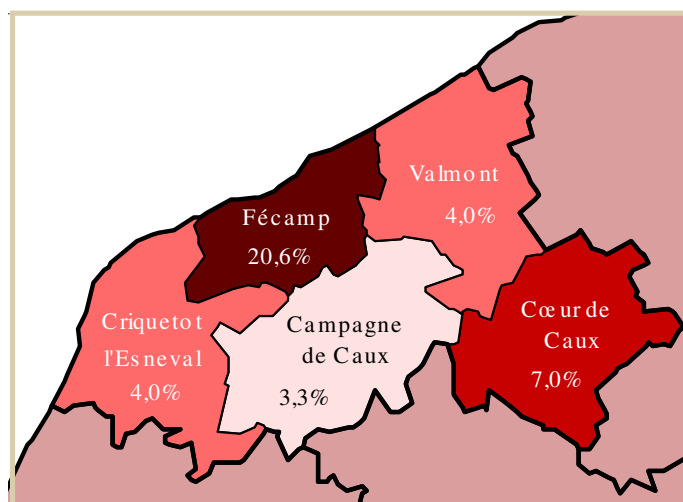 Valmont
4,0%
Fécamp
20,6%
Cœur de
Caux
7,0%
Criquetot
l'Esneval
4,0%
Campagne
de Caux
3,3%